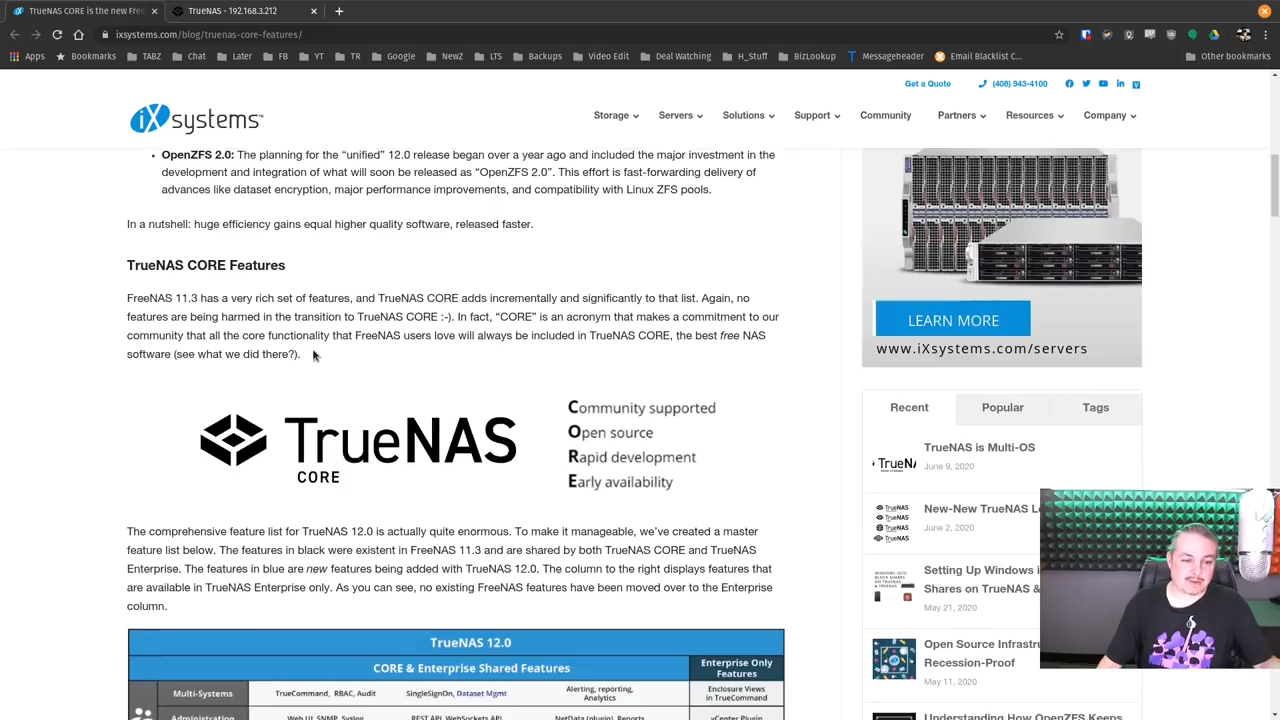 TrueNAS CORE is the new Free
TrueNAS - 192.168.3.212
ixsystems.com/blog/truenas-core-features/
Apps
Bookmarks
TABZ
Chat
Later
FB
YT
TR
Google
NewZ
LTS
Backups
Video Edit
Deal Watching
H_Stuff
BizLookup
Messageheader
Email Blacklist C...
Other bookmarks
Get a Quote
(408) 943-4100
iXsystems
Storage
Servers
Solutions
Support
Community
Partners
Resources
Company
• OpenZFS 2.0: The planning for the “unified” 12.0 release began over a year ago and included the major investment in the
development and integration of what will soon be released as “OpenZFS 2.0”. This effort is fast-forwarding delivery of
advances like dataset encryption, major performance improvements, and compatibility with Linux ZFS pools.
In a nutshell: huge efficiency gains equal higher quality software, released faster.
TrueNAS CORE Features
FreeNAS 11.3 has a very rich set of features, and TrueNAS CORE adds incrementally and significantly to that list. Again, no
features are being harmed in the transition to TrueNAS CORE :-). In fact, “CORE” is an acronym that makes a commitment to our
community that all the core functionality that FreeNAS users love will always be included in TrueNAS CORE, the best free NAS
software (see what we did there?).
TrueNAS
CORE
Community supported
Open source
Rapid development
Early availability
The comprehensive feature list for TrueNAS 12.0 is actually quite enormous. To make it manageable, we’ve created a master
feature list below. The features in black were existent in FreeNAS 11.3 and are shared by both TrueNAS CORE and TrueNAS
Enterprise. The features in blue are new features being added with TrueNAS 12.0. The column to the right displays features that
are available in TrueNAS Enterprise only. As you can see, no existing FreeNAS features have been moved over to the Enterprise
column.
TrueNAS 12.0
CORE & Enterprise Shared Features
Enterprise Only
Features
Multi-Systems
TrueCommand, RBAC, Audit
SingleSignOn, Dataset Mgmt
Alerting, reporting,
Analytics
Enclosure Views
in TrueCommand
Administration
Web UI, SNMP, Syslog
REST API, WebSockets API
NetData (plugin), Reports
vCenter Plugin
LEARN MORE
www.iXsystems.com/servers
Recent
Popular
Tags
TrueNAS is Multi-OS
June 9, 2020
New-New TrueNAS L
June 2, 2020
Setting Up Windows
Shares on TrueNAS &
May 21, 2020
Open Source Infrastru
Recession-Proof
May 11, 2020
Understanding How OpenZFS Keeps